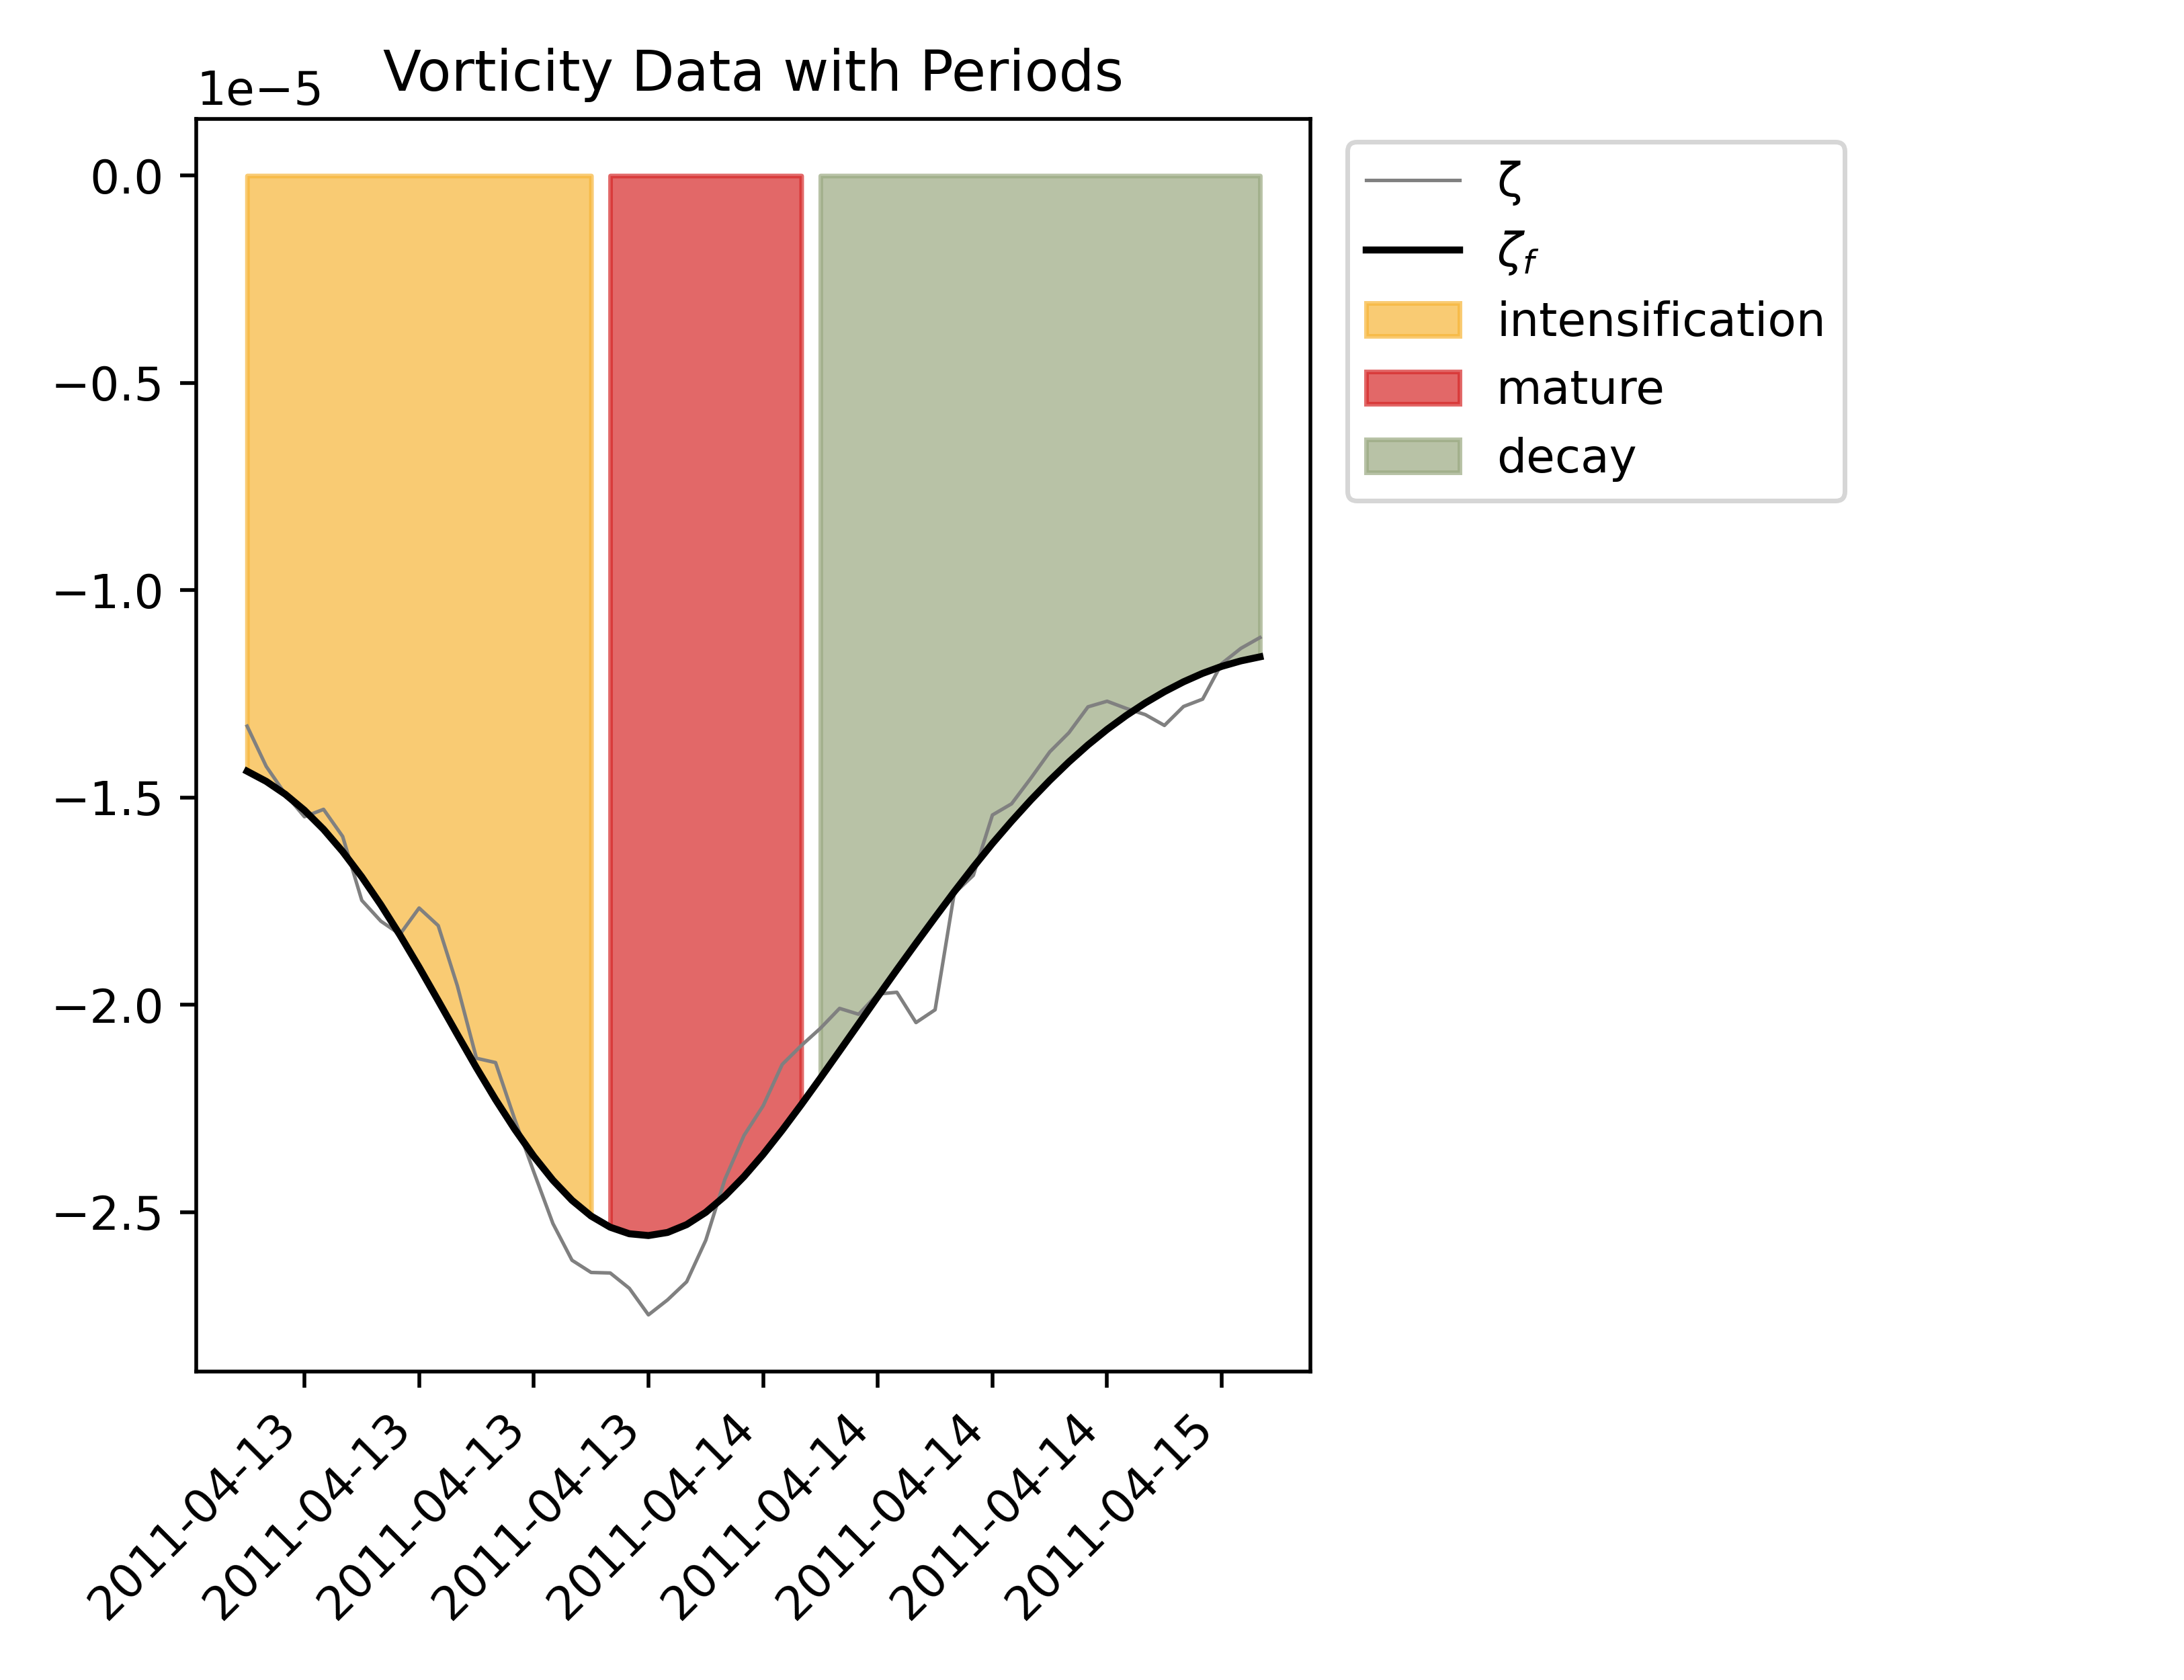 Vorticity Data with Periods
1e−5
0.0
−0.5
−1.0
−1.5
−2.0
−2.5
2011-04-13
2011-04-13
2011-04-13
2011-04-13
2011-04-14
2011-04-14
2011-04-14
2011-04-14
2011-04-15
ζ
ζf
intensification
mature
decay